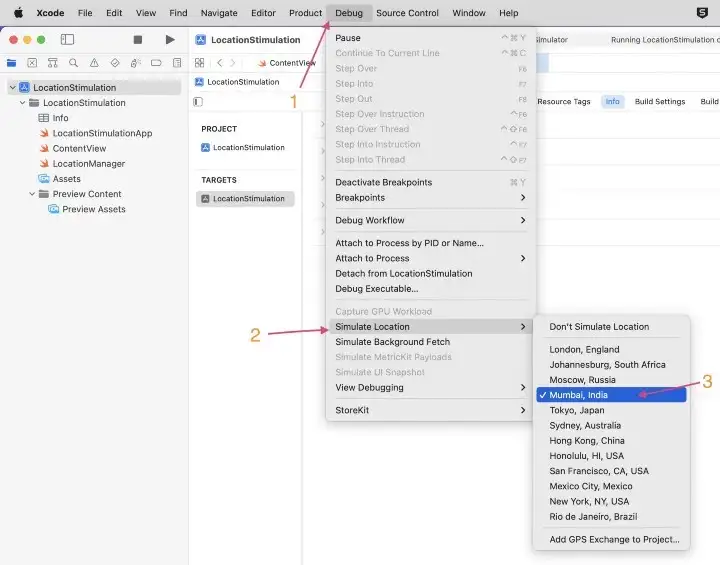 Xcode File Edit View Find Navigate Editor Product Debug Source Control Window Help
LocationStimulation
Running LocationStimulation
ContentView
LocationStimulation
LocationStimulation
LocationStimulation
Info
LocationStimulationApp
ContentView
LocationManager
Assets
Preview Content
Preview Assets
PROJECT
LocationStimulation
TARGETS
LocationStimulation
Resource Tags Info Build Settings
1
Pause ⌃⌘Y
Continue To Current Line ⌃⌘C
Step Over F6
Step Into F7
Step Out F8
Step Over Instruction ⌃F6
Step Over Thread ⌃⇧F6
Step Into Instruction ⌃F7
Step Into Thread ⌃⇧F7
Deactivate Breakpoints ⌘Y
Breakpoints
Debug Workflow
Attach to Process by PID or Name...
Attach to Process
Detach from LocationStimulation
Debug Executable...
Capture GPU Workload
2
Simulate Location
Simulate Background Fetch
Simulate MetricKit Payloads
Simulate UI Snapshot
View Debugging
StoreKit
Don't Simulate Location
London, England
Johannesburg, South Africa
Moscow, Russia
✓ Mumbai, India
3
Tokyo, Japan
Sydney, Australia
Hong Kong, China
Honolulu, HI, USA
San Francisco, CA, USA
Mexico City, Mexico
New York, NY, USA
Rio de Janeiro, Brazil
Add GPS Exchange to Project...